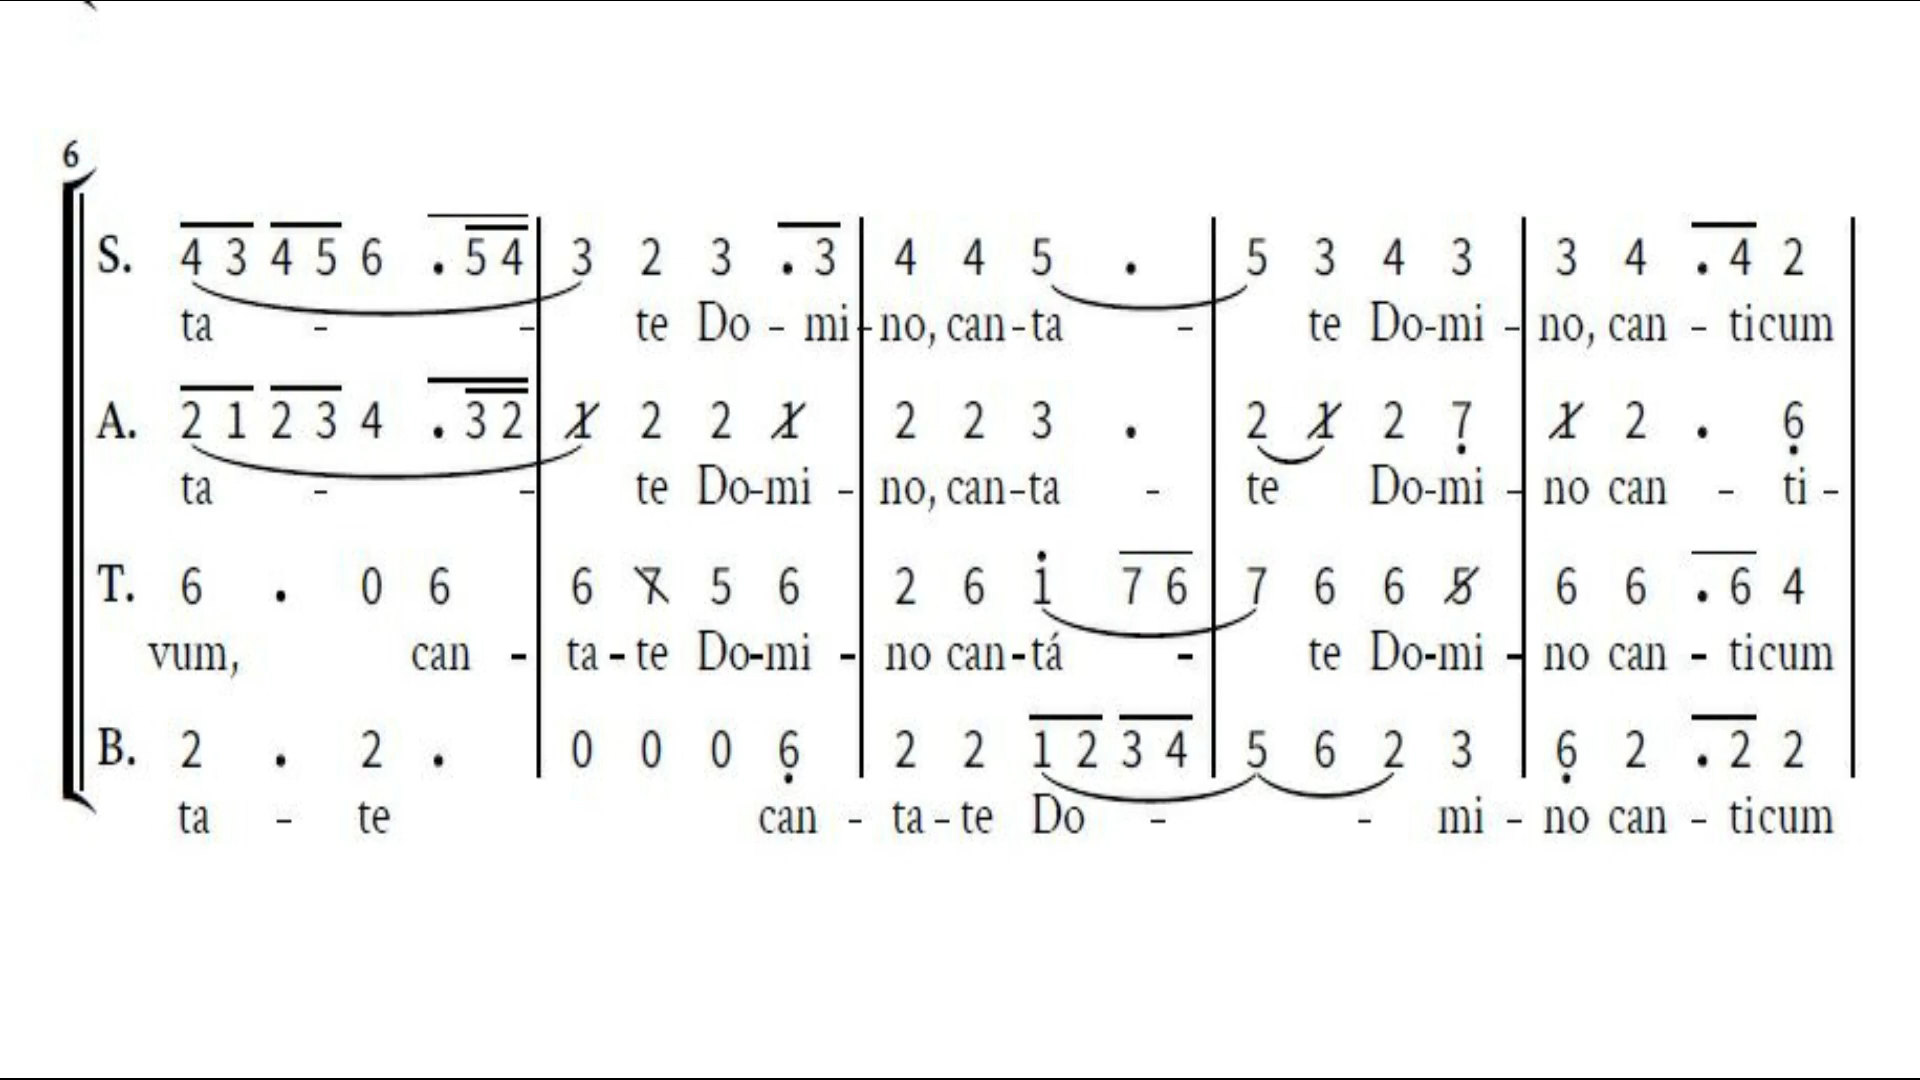 6
S. 4 3 4 5 6 . 5 4 | 3 2 3 . 3 | 4 4 5 . | 5 3 4 3 | 3 4 . 4 2 |
ta - - te Do - mi - no, can - ta - te Do-mi - no, can - ticum
A. 2 1 2 3 4 . 3 2 | 1̸ 2 2 1̸ | 2 2 3 . | 2 1̸ 2 7̣ | 1̸ 2 . 6̣ |
ta - - te Do-mi - no, can-ta - te Do-mi - no can - ti -
T. 6 . 0 6 | 6 7̸ 5 6 | 2 6 1̇ 7 6 | 7 6 6 5̸ | 6 6 . 6 4 |
vum, can - ta - te Do-mi - no can-tá - te Do-mi - no can - ticum
B. 2 . 2 . | 0 0 0 6̣ | 2 2 1 2 3 4 | 5 6 2 3 | 6̣ 2 . 2 2 |
ta - te can - ta - te Do - - mi - no can - ticum